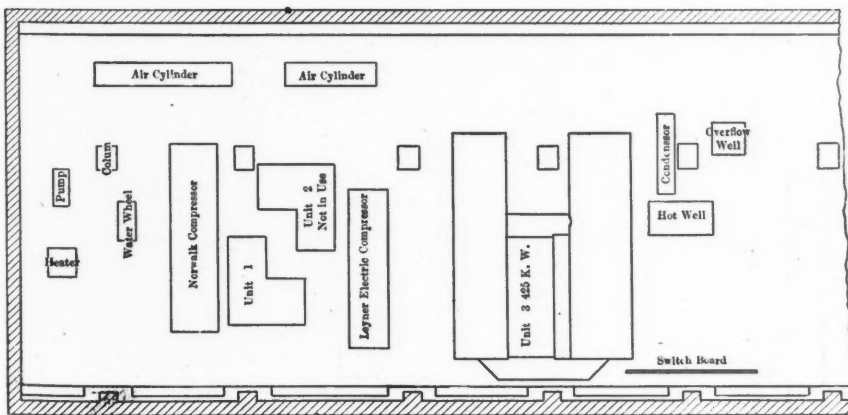 Air Cylinder
Air Cylinder
Overflow
Well
Colum
Condensor
Pump
Water Wheel
Norwalk Compressor
Unit 2
Not in Use
Leyner Electric Compressor
Hot Well
Heater
Unit 1
Unit 3 425 K. W.
Switch Board